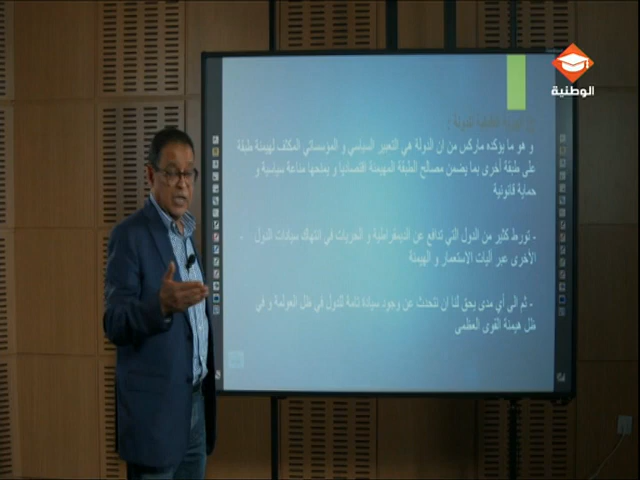 الوطنية
للدولة :
و هو ما يؤكده ماركس من ان الدولة هي التعبير السياسي و المؤسساتي المكلف لهيمنة طبقة
على طبقة أخرى بما يضمن مصالح الطبقة المهيمنة اقتصاديا و يمنحها مناعة سياسية و
حماية قانونية
- تورط كثير من الدول التي تدافع عن الديمقراطية و الحريات في انتهاك سيادات الدول
الأخرى عبر آليات الاستعمار و الهيمنة
- ثم الى أي مدى يحق لنا ان نتحدث عن وجود سيادة تامة للدول في ظل العولمة و في
ظل هيمنة القوى العظمى